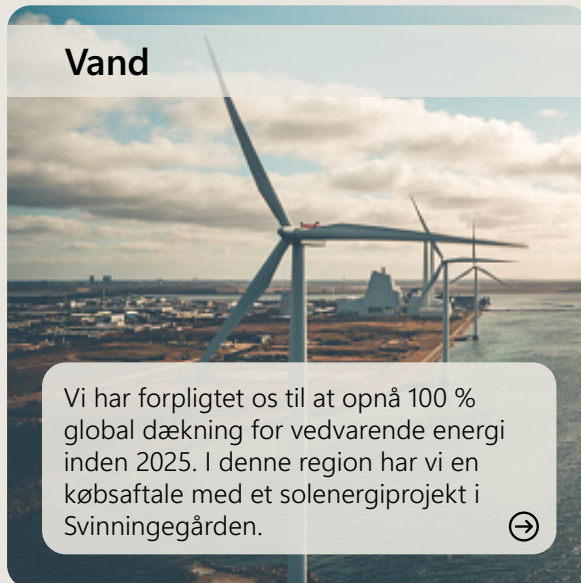 Vand
Vi har forpligtet os til at opnå 100 %
global dækning for vedvarende energi
inden 2025. I denne region har vi en
købsaftale med et solenergiprojekt i
Svinningegården.